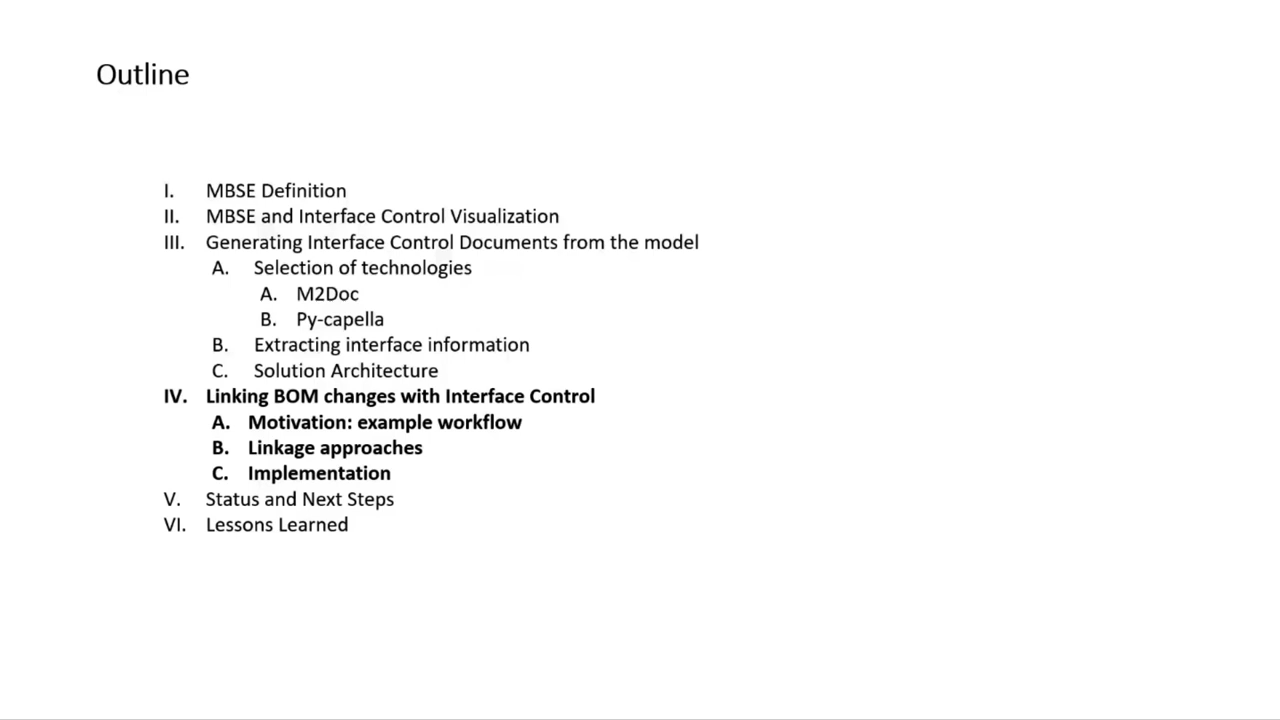 Outline
I. MBSE Definition
II. MBSE and Interface Control Visualization
III. Generating Interface Control Documents from the model
A. Selection of technologies
A. M2Doc
B. Py-capella
B. Extracting interface information
C. Solution Architecture
IV. Linking BOM changes with Interface Control
A. Motivation: example workflow
B. Linkage approaches
C. Implementation
V. Status and Next Steps
VI. Lessons Learned